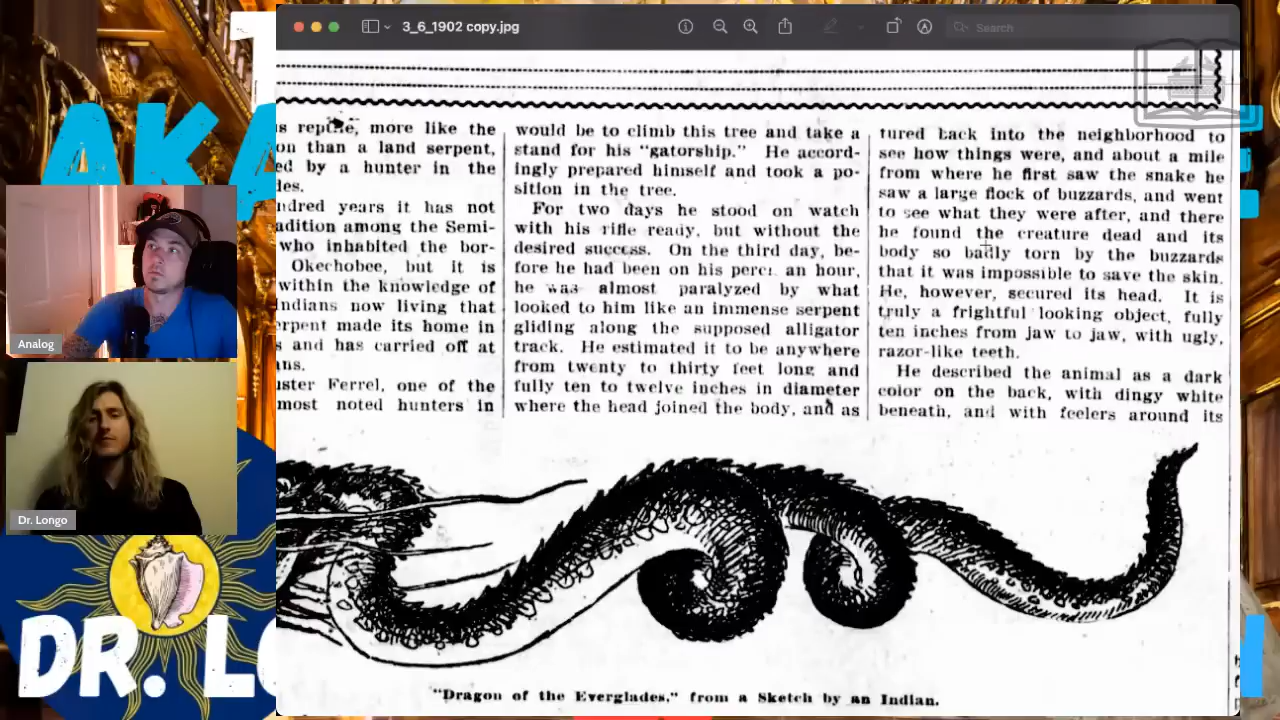 3_6_1902 copy.jpg
Search
AKA
Analog
Dr. Longo
DR. LO
reptile, more like the
than a land serpent,
by a hunter in the
years it has not
among the Semi-
who inhabited the bor-
Okechobee, but it is
within the knowledge of
now living that
made its home in
and has carried off at
Ferrel, one of the
most noted hunters in
would be to climb this tree and take a
stand for his "gatorship." He accord-
ingly prepared himself and took a po-
sition in the tree.
For two days he stood on watch
with his rifle ready, but without the
desired success. On the third day, be-
fore he had been on his perch an hour,
he was almost paralyzed by what
looked to him like an immense serpent
gliding along the supposed alligator
track. He estimated it to be anywhere
from twenty to thirty feet long and
fully ten to twelve inches in diameter
where the head joined the body, and as
tured back into the neighborhood to
see how things were, and about a mile
from where he first saw the snake he
saw a large flock of buzzards, and went
to see what they were after, and there
he found the creature dead and its
body so badly torn by the buzzards
that it was impossible to save the skin.
He, however, secured its head. It is
truly a frightful looking object, fully
ten inches from jaw to jaw, with ugly,
razor-like teeth.
He described the animal as a dark
color on the back, with dingy white
beneath, and with feelers around its
"Dragon of the Everglades," from a Sketch by an Indian.